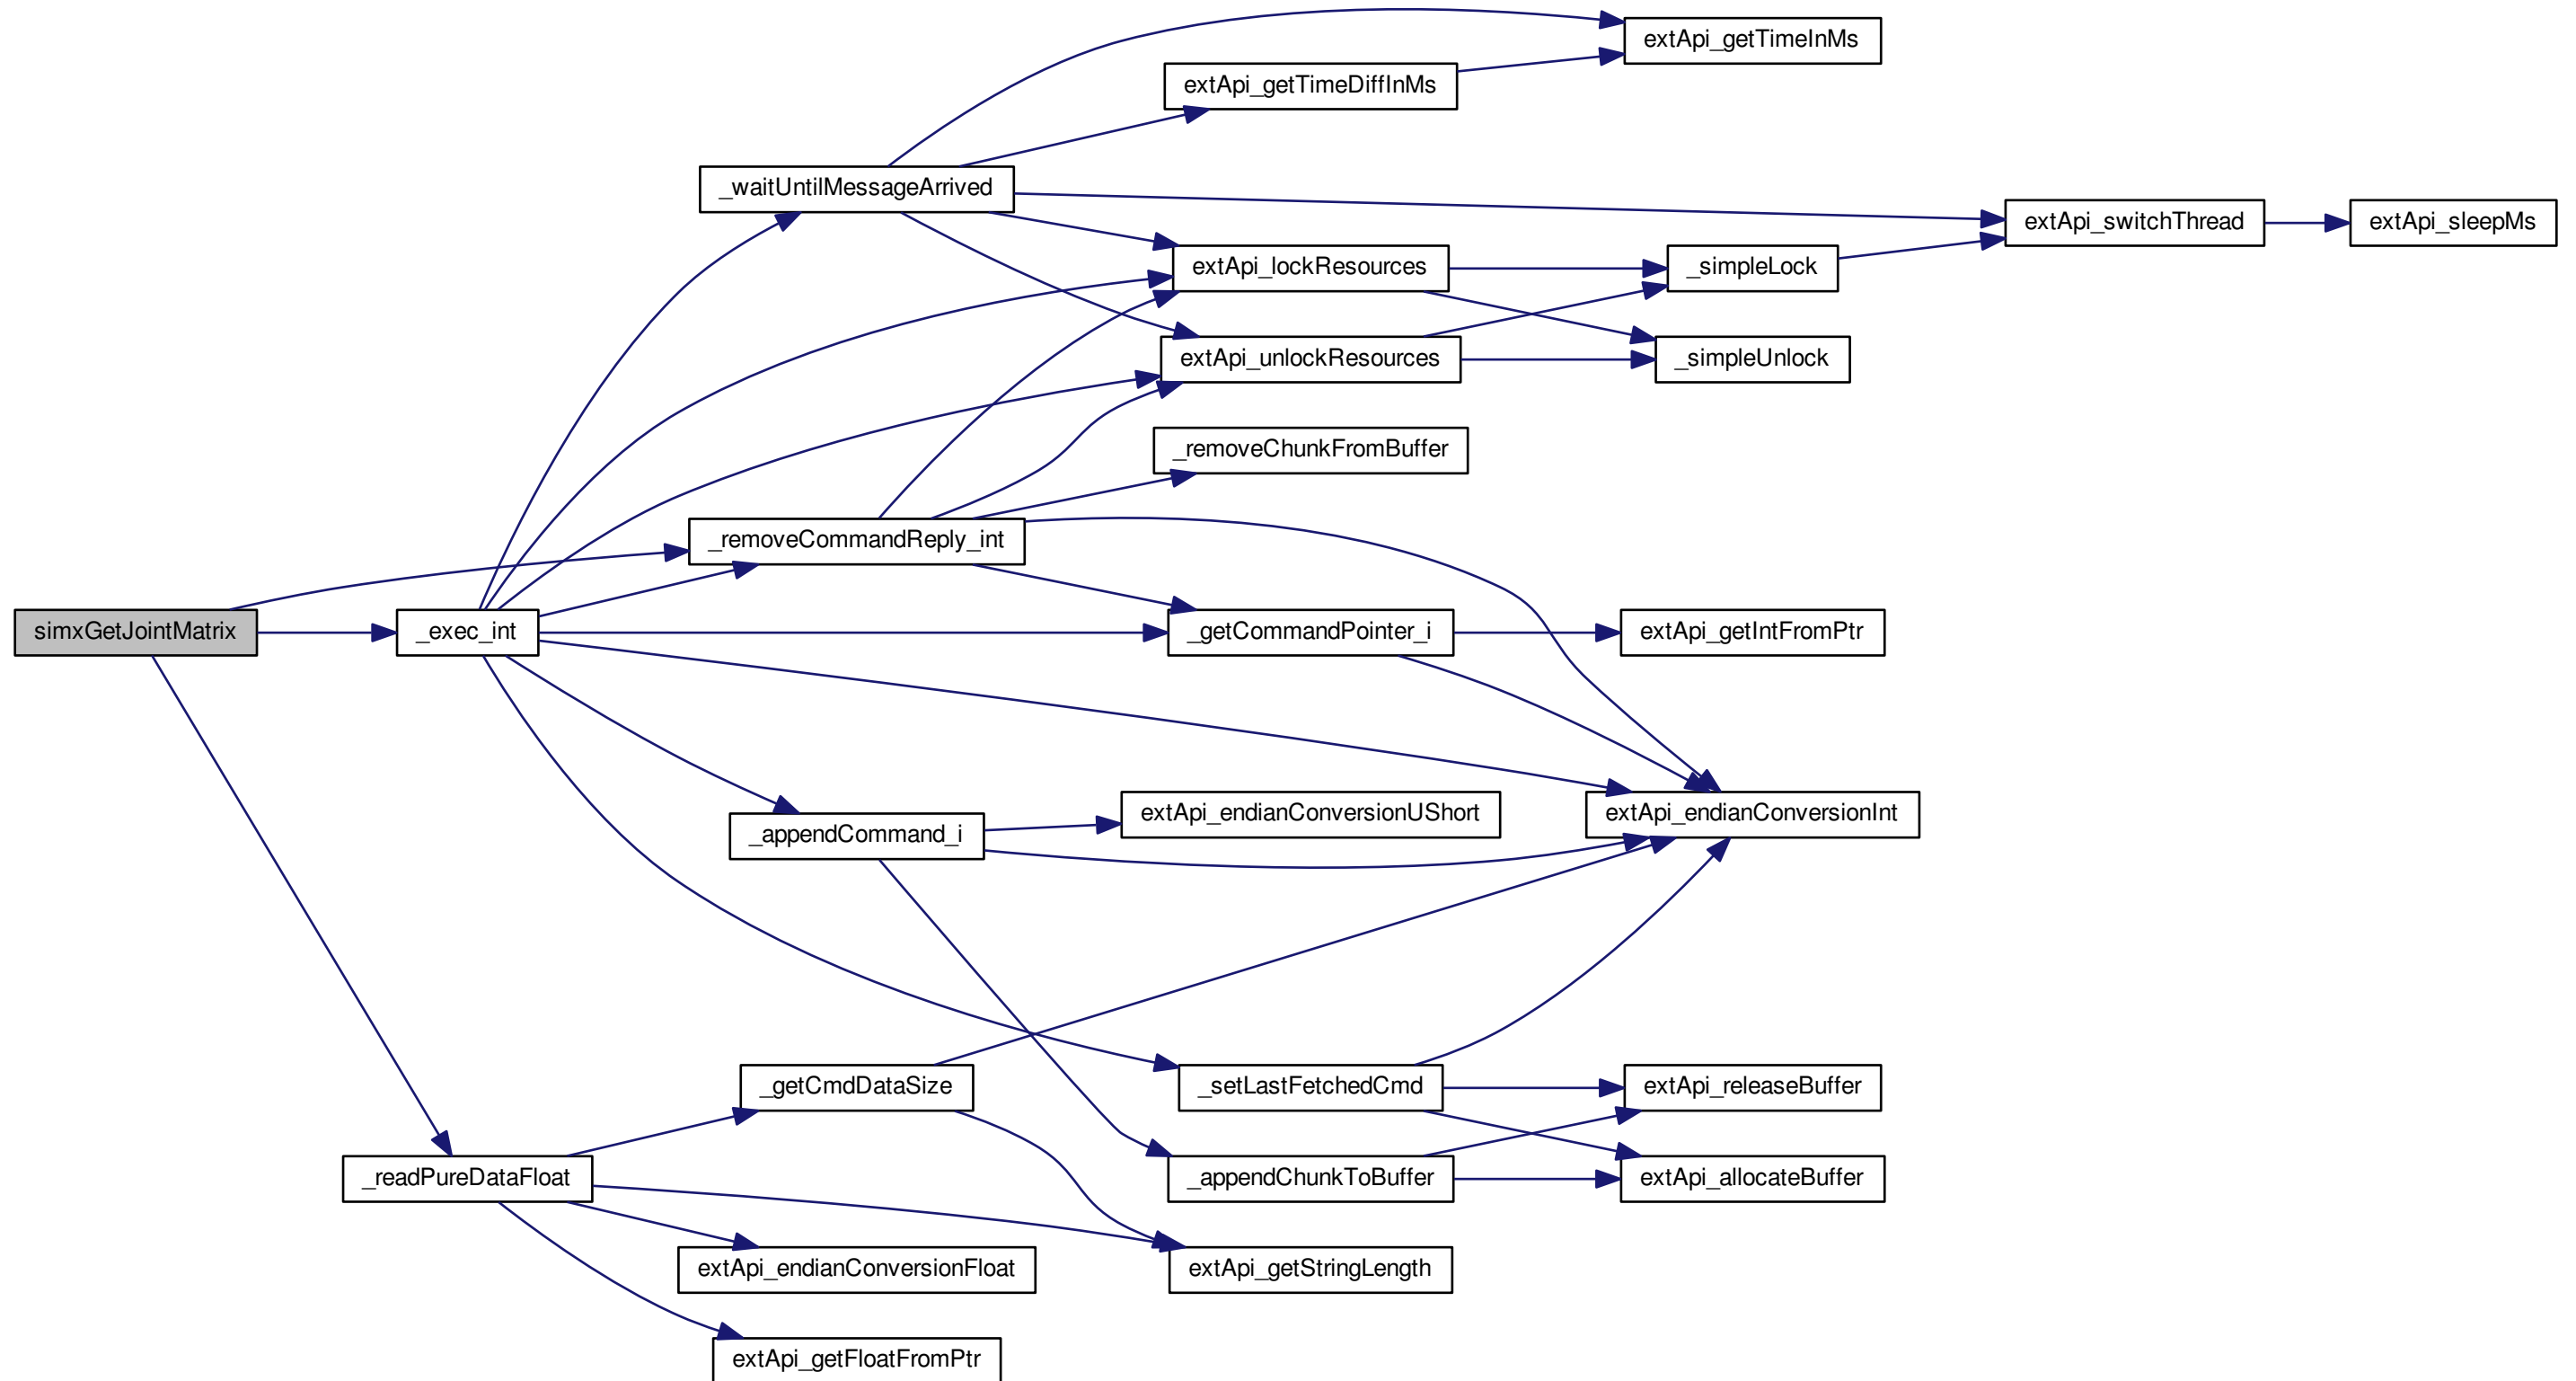 extApi_getTimeInMs
extApi_getTimeDiffInMs
_waitUntilMessageArrived
extApi_switchThread
extApi_sleepMs
extApi_lockResources
_simpleLock
extApi_unlockResources
_simpleUnlock
_removeChunkFromBuffer
_removeCommandReply_int
simxGetJointMatrix
_exec_int
_getCommandPointer_i
extApi_getIntFromPtr
extApi_endianConversionUShort
extApi_endianConversionInt
_appendCommand_i
_getCmdDataSize
_setLastFetchedCmd
extApi_releaseBuffer
_readPureDataFloat
_appendChunkToBuffer
extApi_allocateBuffer
extApi_endianConversionFloat
extApi_getStringLength
extApi_getFloatFromPtr